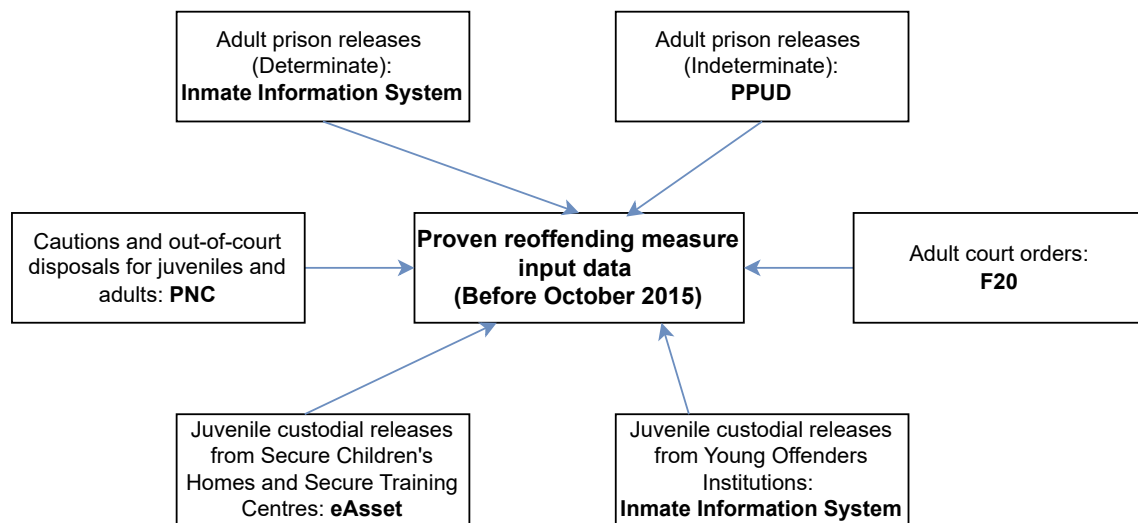 Adult prison releases
(Determinate):
Inmate Information System
Adult prison releases
(Indeterminate):
PPUD
Cautions and out-of-court
disposals for juveniles and
adults: PNC
Proven reoffending measure
input data
(Before October 2015)
Adult court orders:
F20
Juvenile custodial releases
from Secure Children's
Homes and Secure Training
Centres: eAsset
Juvenile custodial releases
from Young Offenders
Institutions:
Inmate Information System